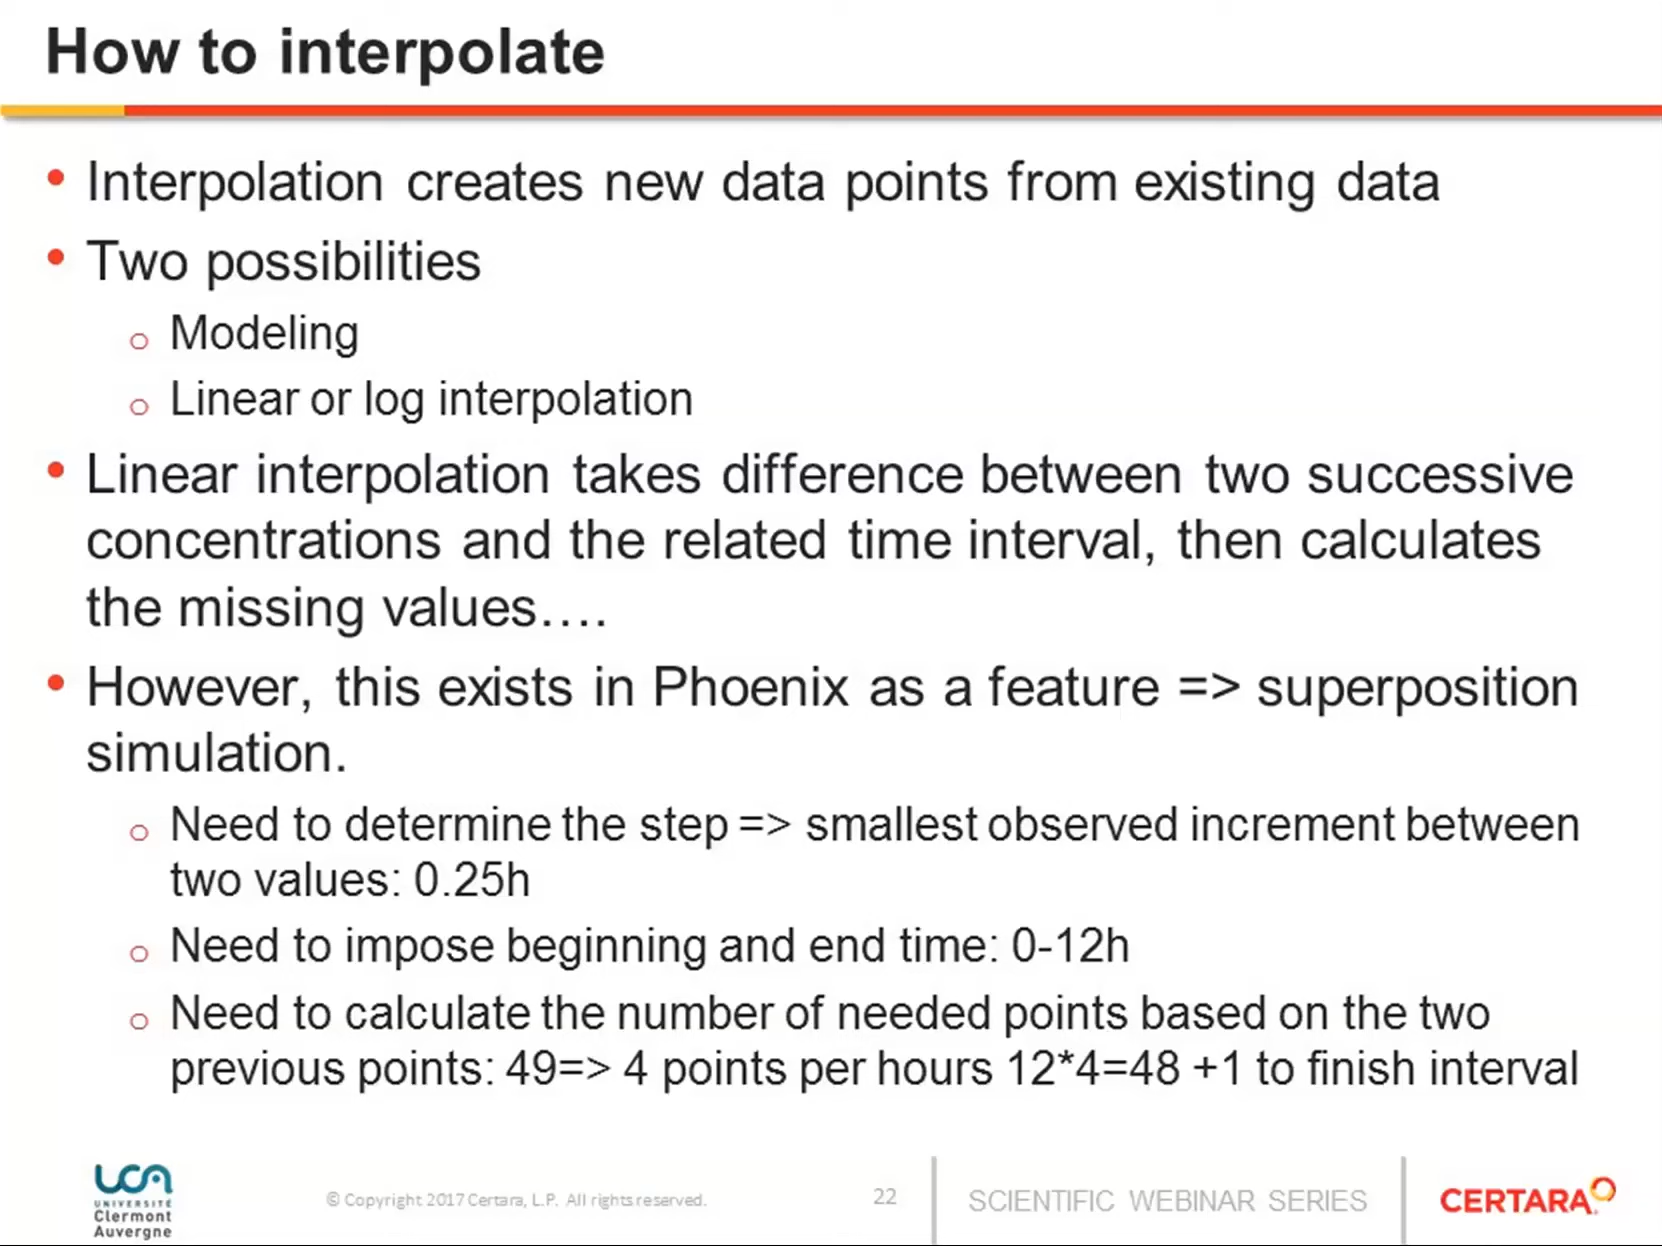 How to interpolate
• Interpolation creates new data points from existing data
• Two possibilities
o Modeling
o Linear or log interpolation
• Linear interpolation takes difference between two successive
concentrations and the related time interval, then calculates
the missing values….
• However, this exists in Phoenix as a feature => superposition
simulation.
o Need to determine the step => smallest observed increment between
two values: 0.25h
o Need to impose beginning and end time: 0-12h
o Need to calculate the number of needed points based on the two
previous points: 49=> 4 points per hours 12*4=48 +1 to finish interval
UCA
UNIVERSITÉ
Clermont
Auvergne
© Copyright 2017 Certara, L.P. All rights reserved.
22
SCIENTIFIC WEBINAR SERIES
CERTARA